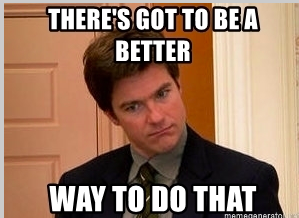 THERE'S GOT TO BE A
BETTER
WAY TO DO THAT
memegenerator